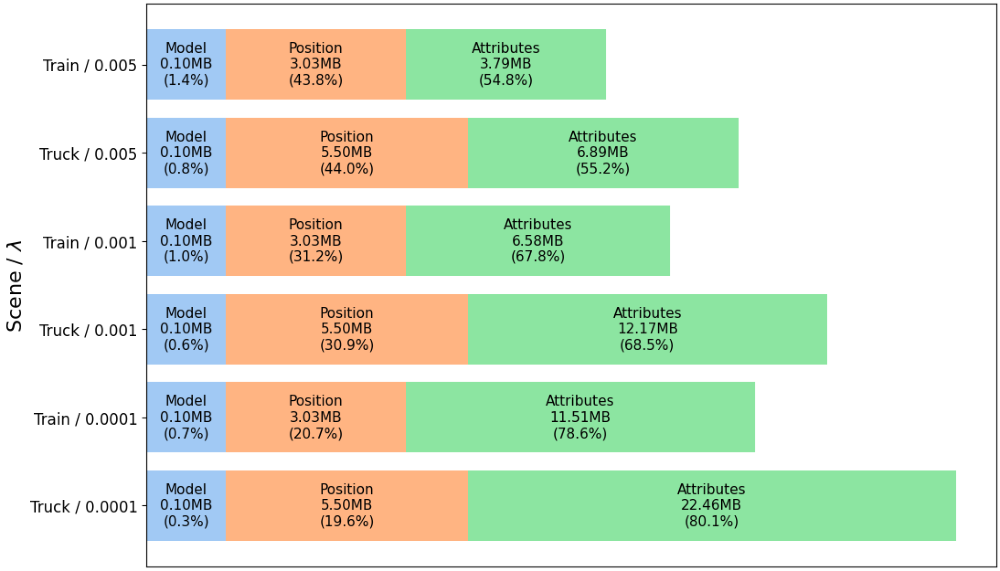 Scene / λ
Train / 0.005
Model
0.10MB
(1.4%)
Position
3.03MB
(43.8%)
Attributes
3.79MB
(54.8%)
Truck / 0.005
Model
0.10MB
(0.8%)
Position
5.50MB
(44.0%)
Attributes
6.89MB
(55.2%)
Train / 0.001
Model
0.10MB
(1.0%)
Position
3.03MB
(31.2%)
Attributes
6.58MB
(67.8%)
Truck / 0.001
Model
0.10MB
(0.6%)
Position
5.50MB
(30.9%)
Attributes
12.17MB
(68.5%)
Train / 0.0001
Model
0.10MB
(0.7%)
Position
3.03MB
(20.7%)
Attributes
11.51MB
(78.6%)
Truck / 0.0001
Model
0.10MB
(0.3%)
Position
5.50MB
(19.6%)
Attributes
22.46MB
(80.1%)